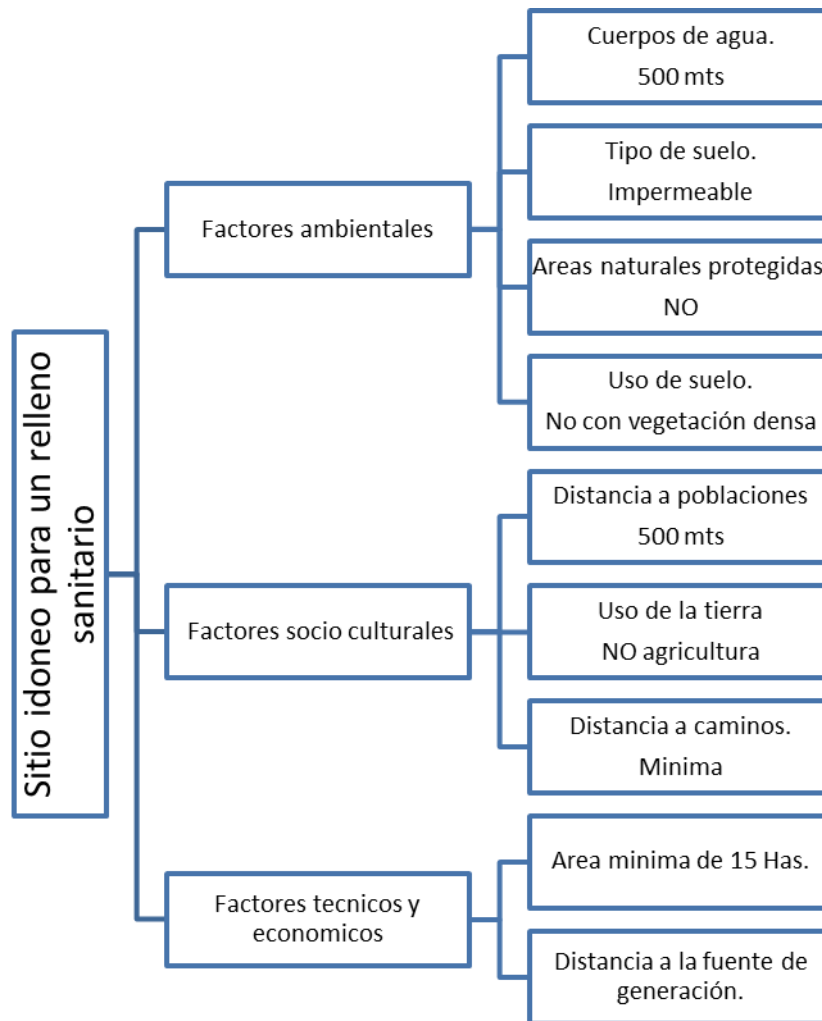 Sitio idoneo para un relleno
sanitario
Factores ambientales
Cuerpos de agua.
500 mts
Tipo de suelo.
Impermeable
Areas naturales protegidas
NO
Uso de suelo.
No con vegetación densa
Factores socio culturales
Distancia a poblaciones
500 mts
Uso de la tierra
NO agricultura
Distancia a caminos.
Minima
Factores tecnicos y
economicos
Area minima de 15 Has.
Distancia a la fuente de
generación.